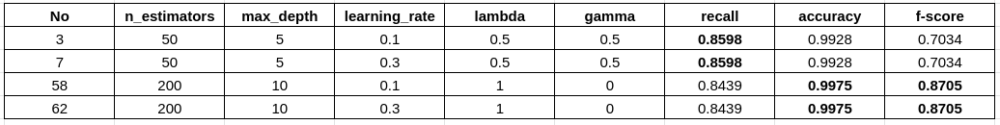 No n_estimators max_depth learning_rate lambda gamma recall accuracy f-score
3 50 5 0.1 0.5 0.5 0.8598 0.9928 0.7034
7 50 5 0.3 0.5 0.5 0.8598 0.9928 0.7034
58 200 10 0.1 1 0 0.8439 0.9975 0.8705
62 200 10 0.3 1 0 0.8439 0.9975 0.8705